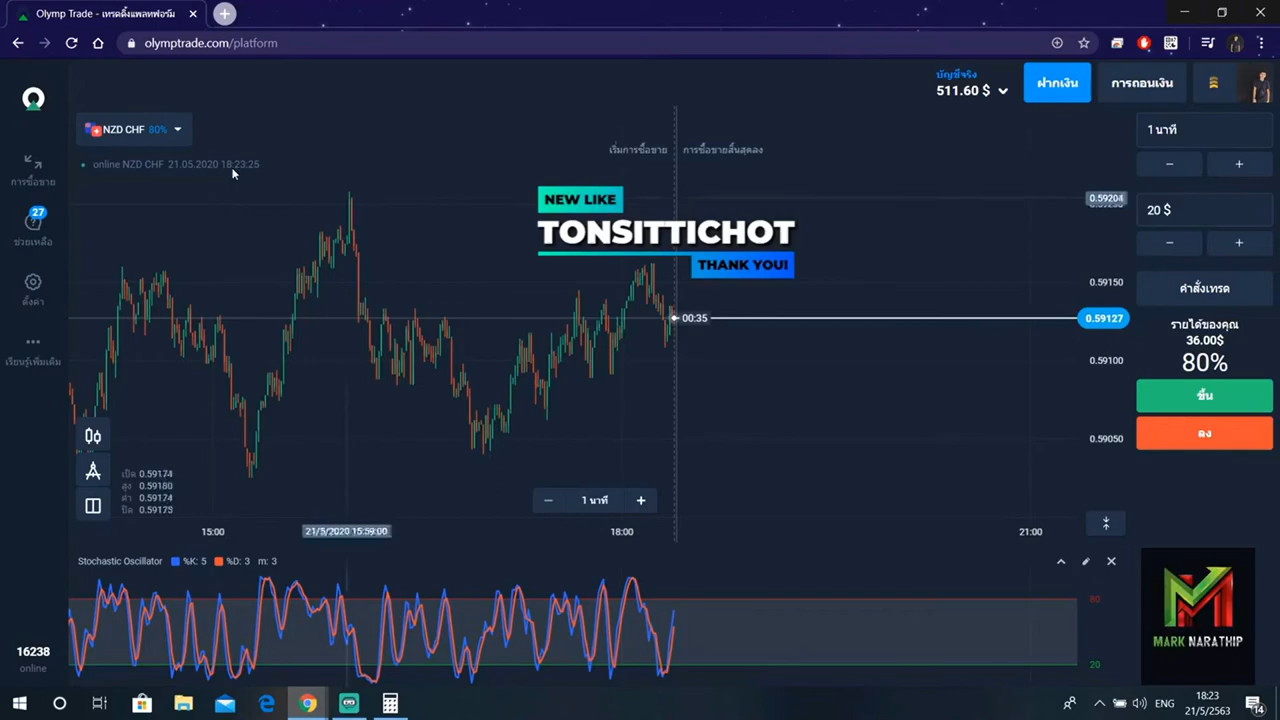 Olymp Trade - เทรดดิ้งแพลทฟอร์ม
olymptrade.com/platform
บัญชีจริง
511.60 $
ฝากเงิน
การถอนเงิน
NZD CHF 80%
online NZD CHF 21.05.2020 18:23:25
เริ่มการซื้อขาย
การซื้อขายสิ้นสุดลง
การซื้อขาย
27
ช่วยเหลือ
ตั้งค่า
เรียนรู้เพิ่มเติม
NEW LIKE
TONSITTICHOT
THANK YOU!
00:35
0.59204
0.59150
0.59127
0.59100
0.59050
1 นาที
20 $
คำสั่งเทรด
รายได้ของคุณ
36.00$
80%
ขึ้น
ลง
เปิด 0.59174
สูง 0.59180
ต่ำ 0.59174
ปิด 0.59175
1 นาที
15:00
21/5/2020 15:59:00
18:00
21:00
Stochastic Oscillator %K: 5 %D: 3 m: 3
80
20
MARK NARATHIP
16238
online
ENG
18:23
21/5/2563
14